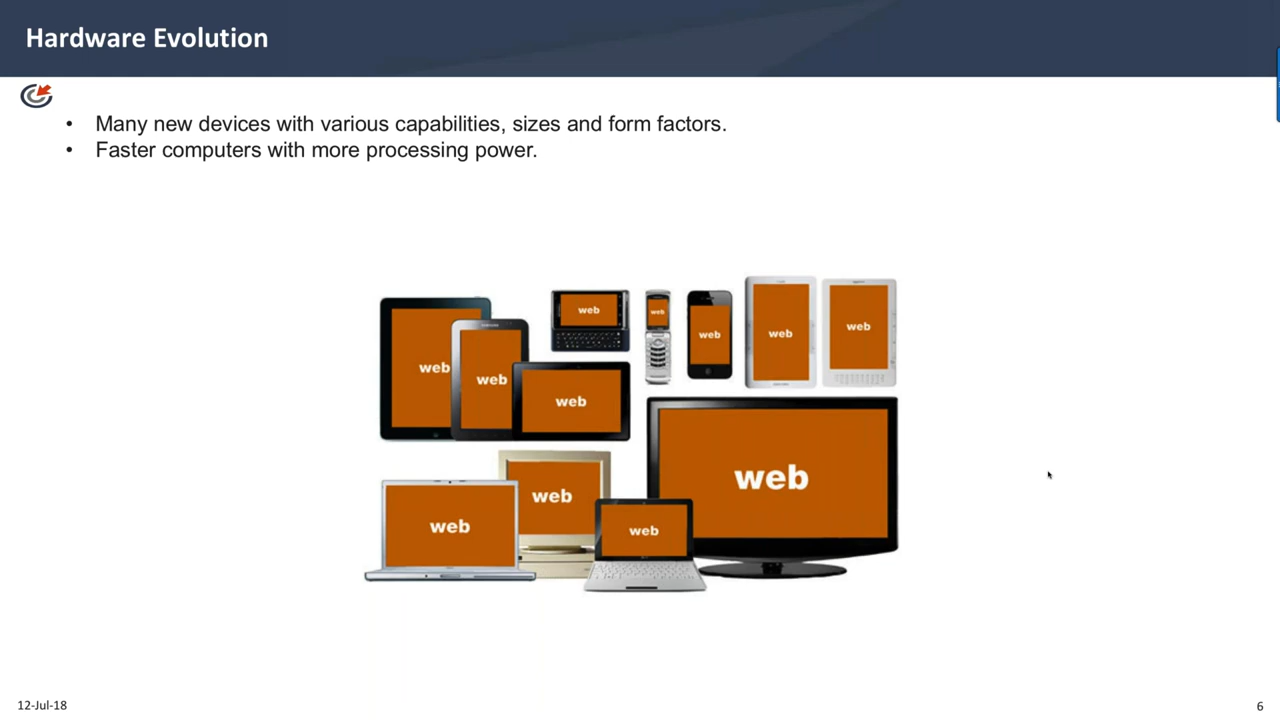 Hardware Evolution
• Many new devices with various capabilities, sizes and form factors.
• Faster computers with more processing power.
web
web
web
web
web
web
web
web
web
web
web
web
12-Jul-18
6